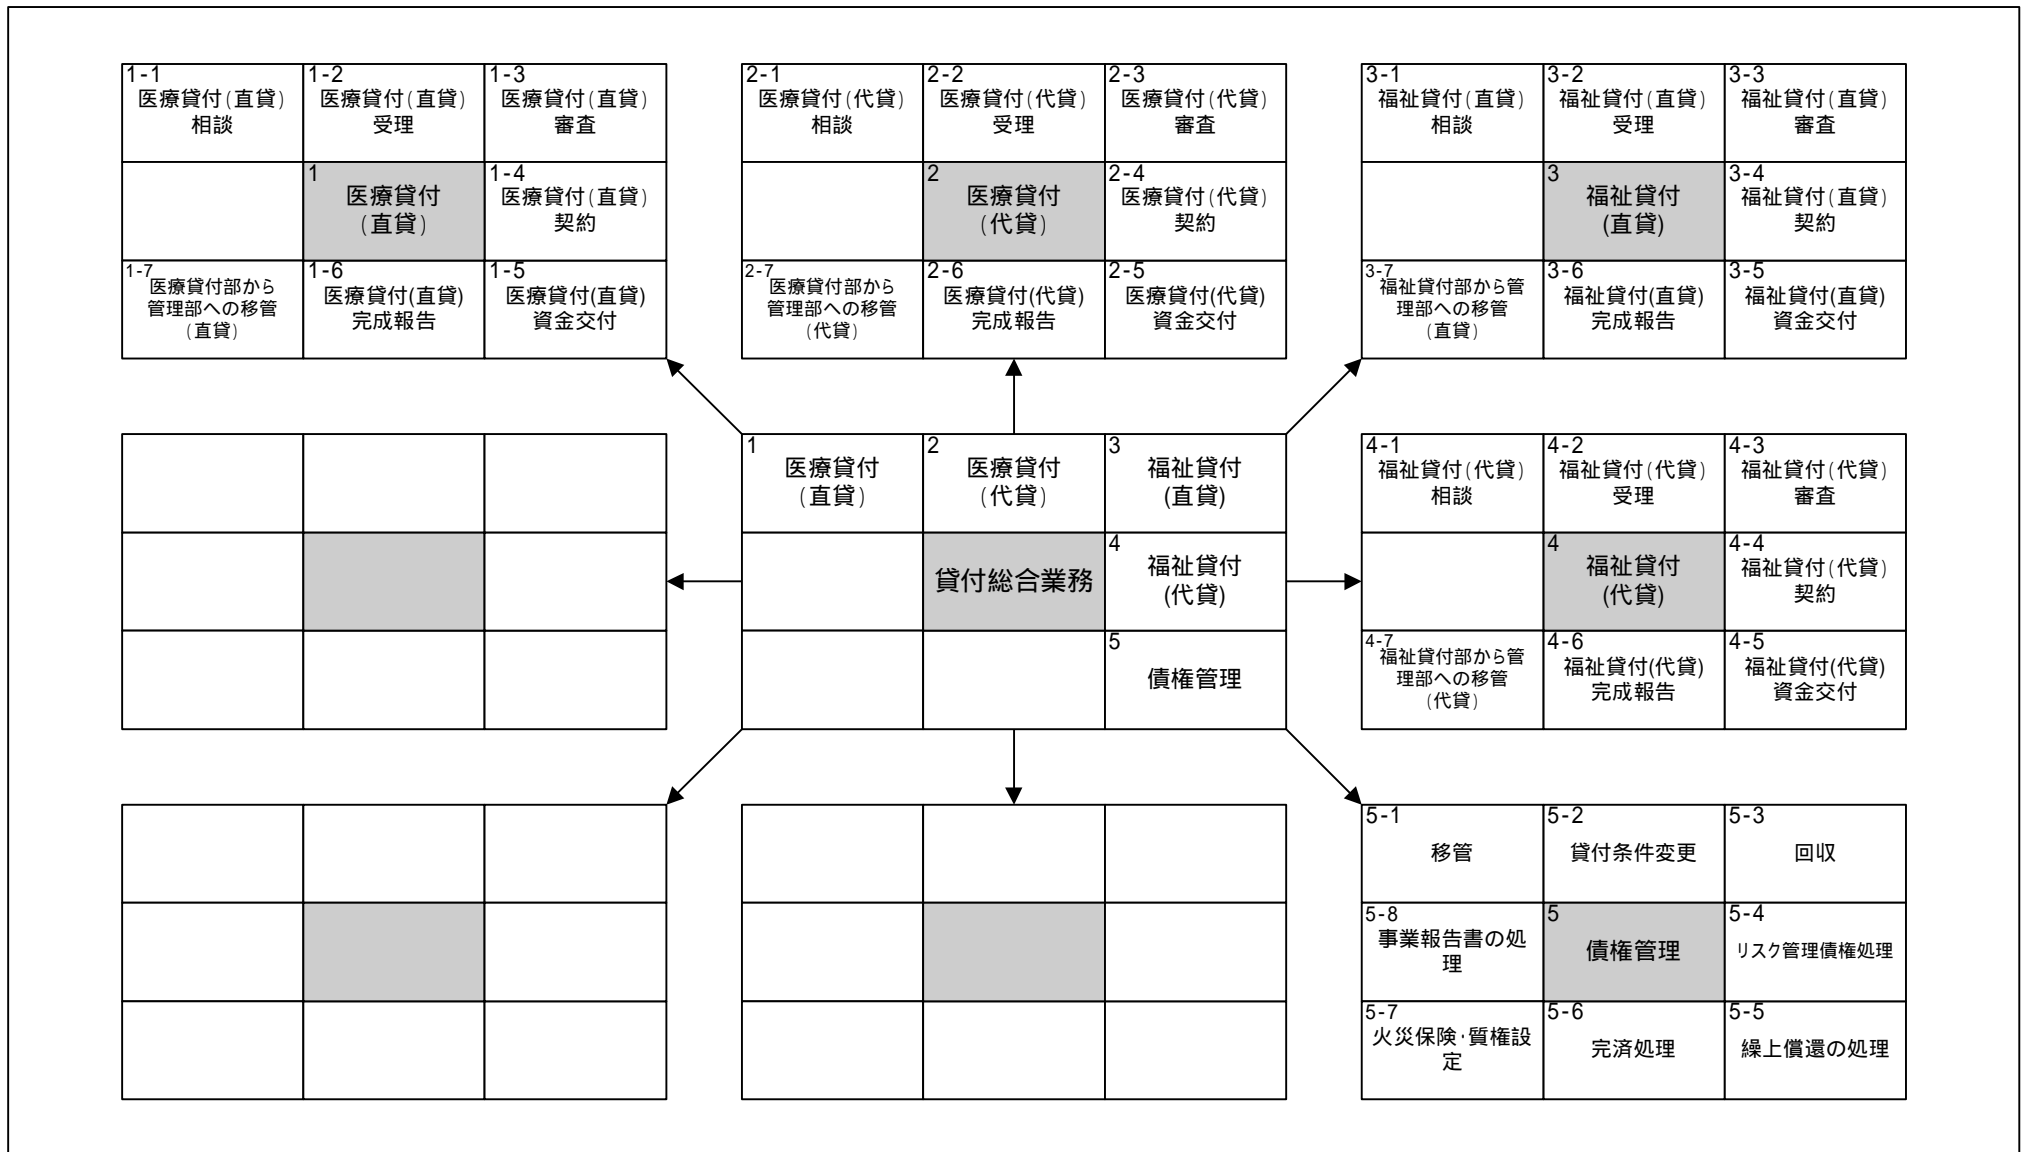 1-1
医療貸付(直貸)
相談
1-2
医療貸付(直貸)
受理
1-3
医療貸付(直貸)
審査
1
医療貸付
(直貸)
1-4
医療貸付(直貸)
契約
1-7
医療貸付部から
管理部への移管
(直貸)
1-6
医療貸付(直貸)
完成報告
1-5
医療貸付(直貸)
資金交付
2-1
医療貸付(代貸)
相談
2-2
医療貸付(代貸)
受理
2-3
医療貸付(代貸)
審査
2
医療貸付
(代貸)
2-4
医療貸付(代貸)
契約
2-7
医療貸付部から
管理部への移管
(代貸)
2-6
医療貸付(代貸)
完成報告
2-5
医療貸付(代貸)
資金交付
3-1
福祉貸付(直貸)
相談
3-2
福祉貸付(直貸)
受理
3-3
福祉貸付(直貸)
審査
3
福祉貸付
(直貸)
3-4
福祉貸付(直貸)
契約
3-7
福祉貸付部から管
理部への移管
(直貸)
3-6
福祉貸付(直貸)
完成報告
3-5
福祉貸付(直貸)
資金交付
1
医療貸付
(直貸)
2
医療貸付
(代貸)
3
福祉貸付
(直貸)
貸付総合業務
4
福祉貸付
(代貸)
5
債権管理
4-1
福祉貸付(代貸)
相談
4-2
福祉貸付(代貸)
受理
4-3
福祉貸付(代貸)
審査
4
福祉貸付
(代貸)
4-4
福祉貸付(代貸)
契約
4-7
福祉貸付部から管
理部への移管
(代貸)
4-6
福祉貸付(代貸)
完成報告
4-5
福祉貸付(代貸)
資金交付
5-1
移管
5-2
貸付条件変更
5-3
回収
5-8
事業報告書の処
理
5
債権管理
5-4
リスク管理債権処理
5-7
火災保険・質権設
定
5-6
完済処理
5-5
繰上償還の処理